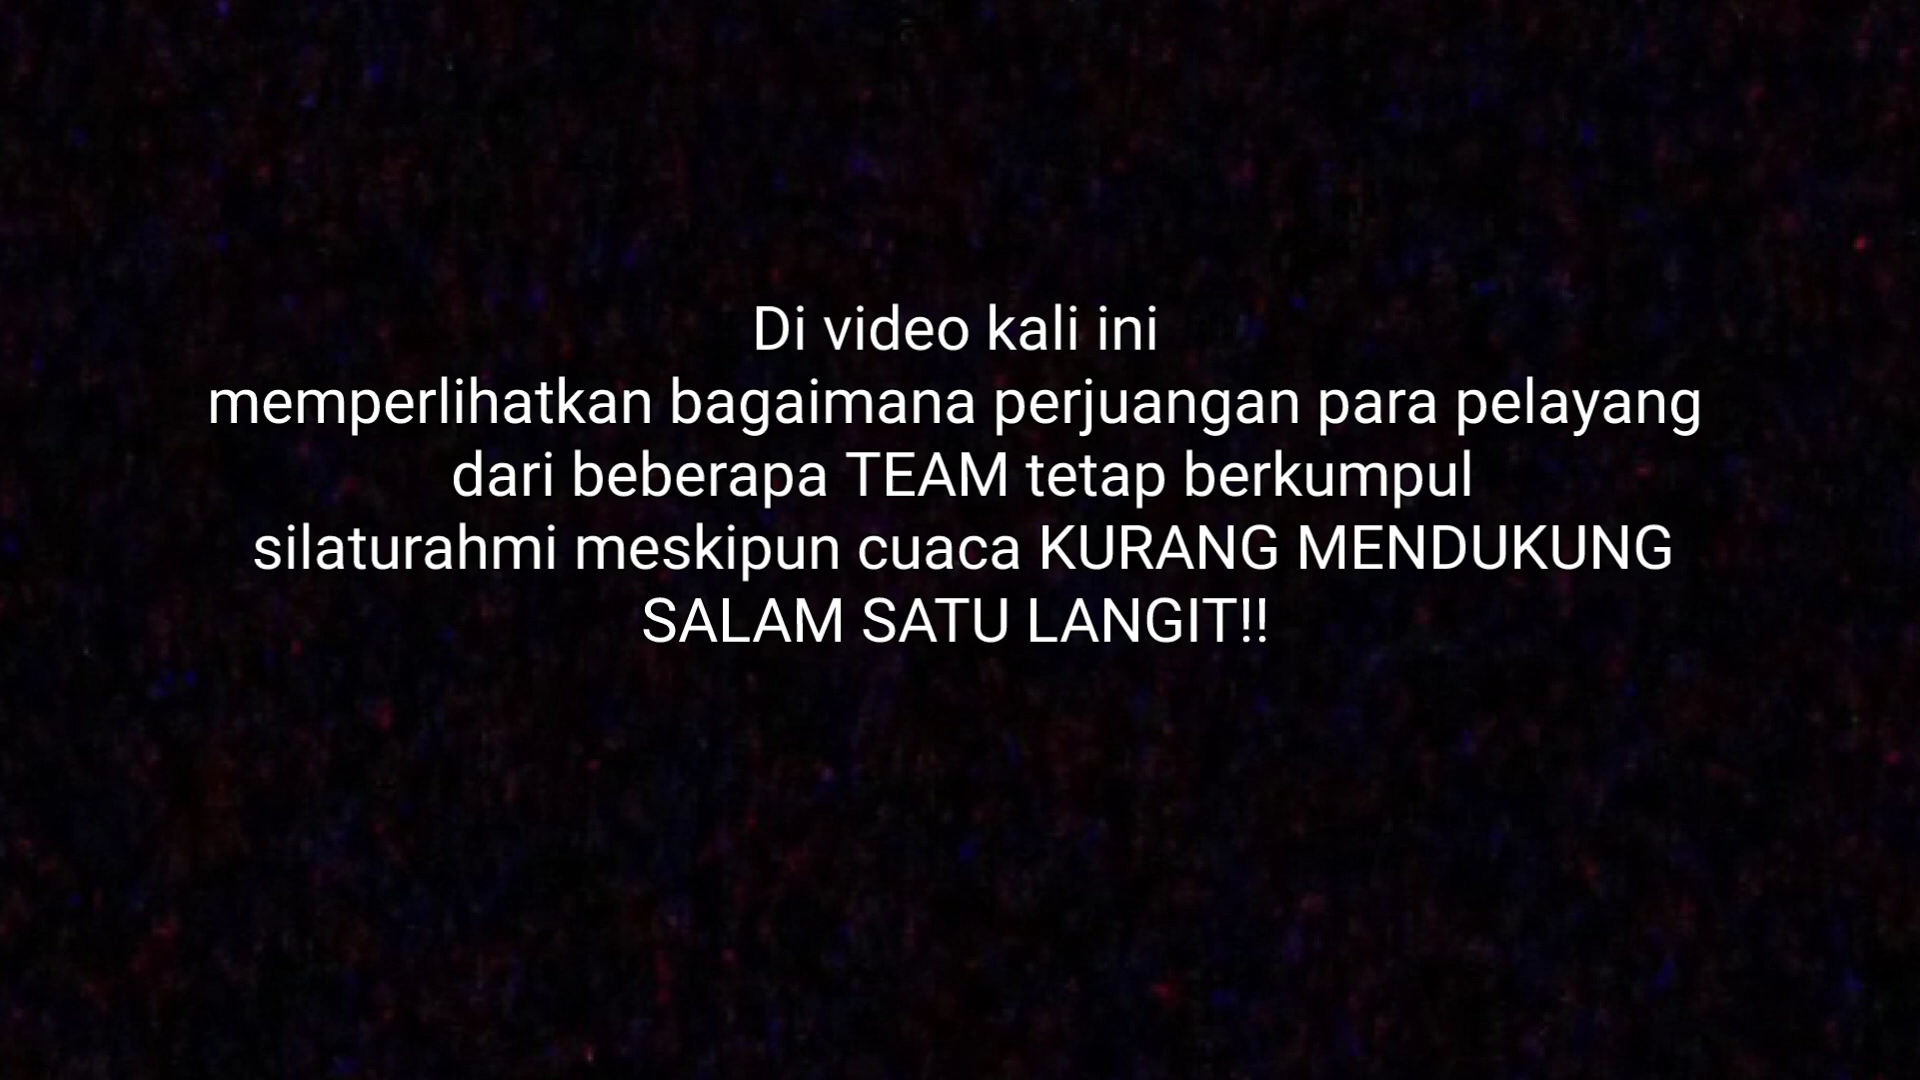 Di video kali ini
memperlihatkan bagaimana perjuangan para pelayang
dari beberapa TEAM tetap berkumpul
silaturahmi meskipun cuaca KURANG MENDUKUNG
SALAM SATU LANGIT!!